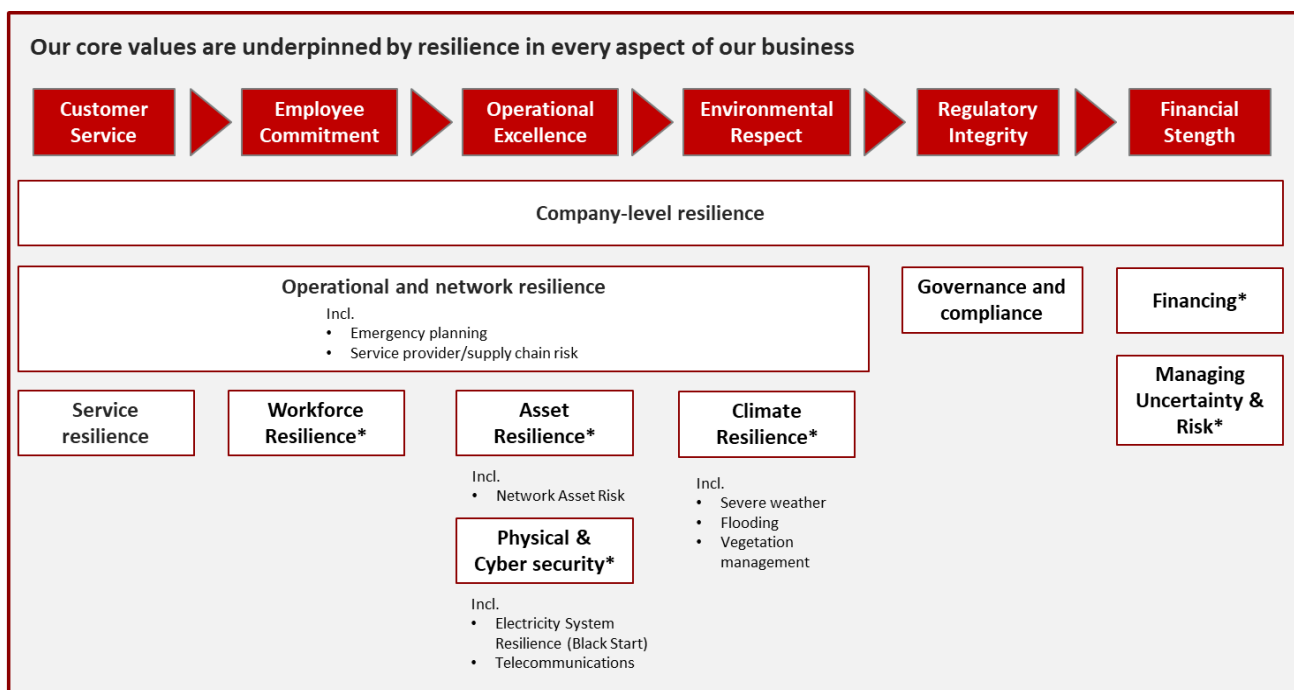 Our core values are underpinned by resilience in every aspect of our business
Customer
Service
Employee
Commitment
Operational
Excellence
Environmental
Respect
Regulatory
Integrity
Financial
Stength
Company-level resilience
Operational and network resilience
Incl.
• Emergency planning
• Service provider/supply chain risk
Governance and
compliance
Financing*
Managing
Uncertainty &
Risk*
Service
resilience
Workforce
Resilience*
Asset
Resilience*
Incl.
• Network Asset Risk
Physical &
Cyber security*
Incl.
• Electricity System
Resilience (Black Start)
• Telecommunications
Climate
Resilience*
Incl.
• Severe weather
• Flooding
• Vegetation
management